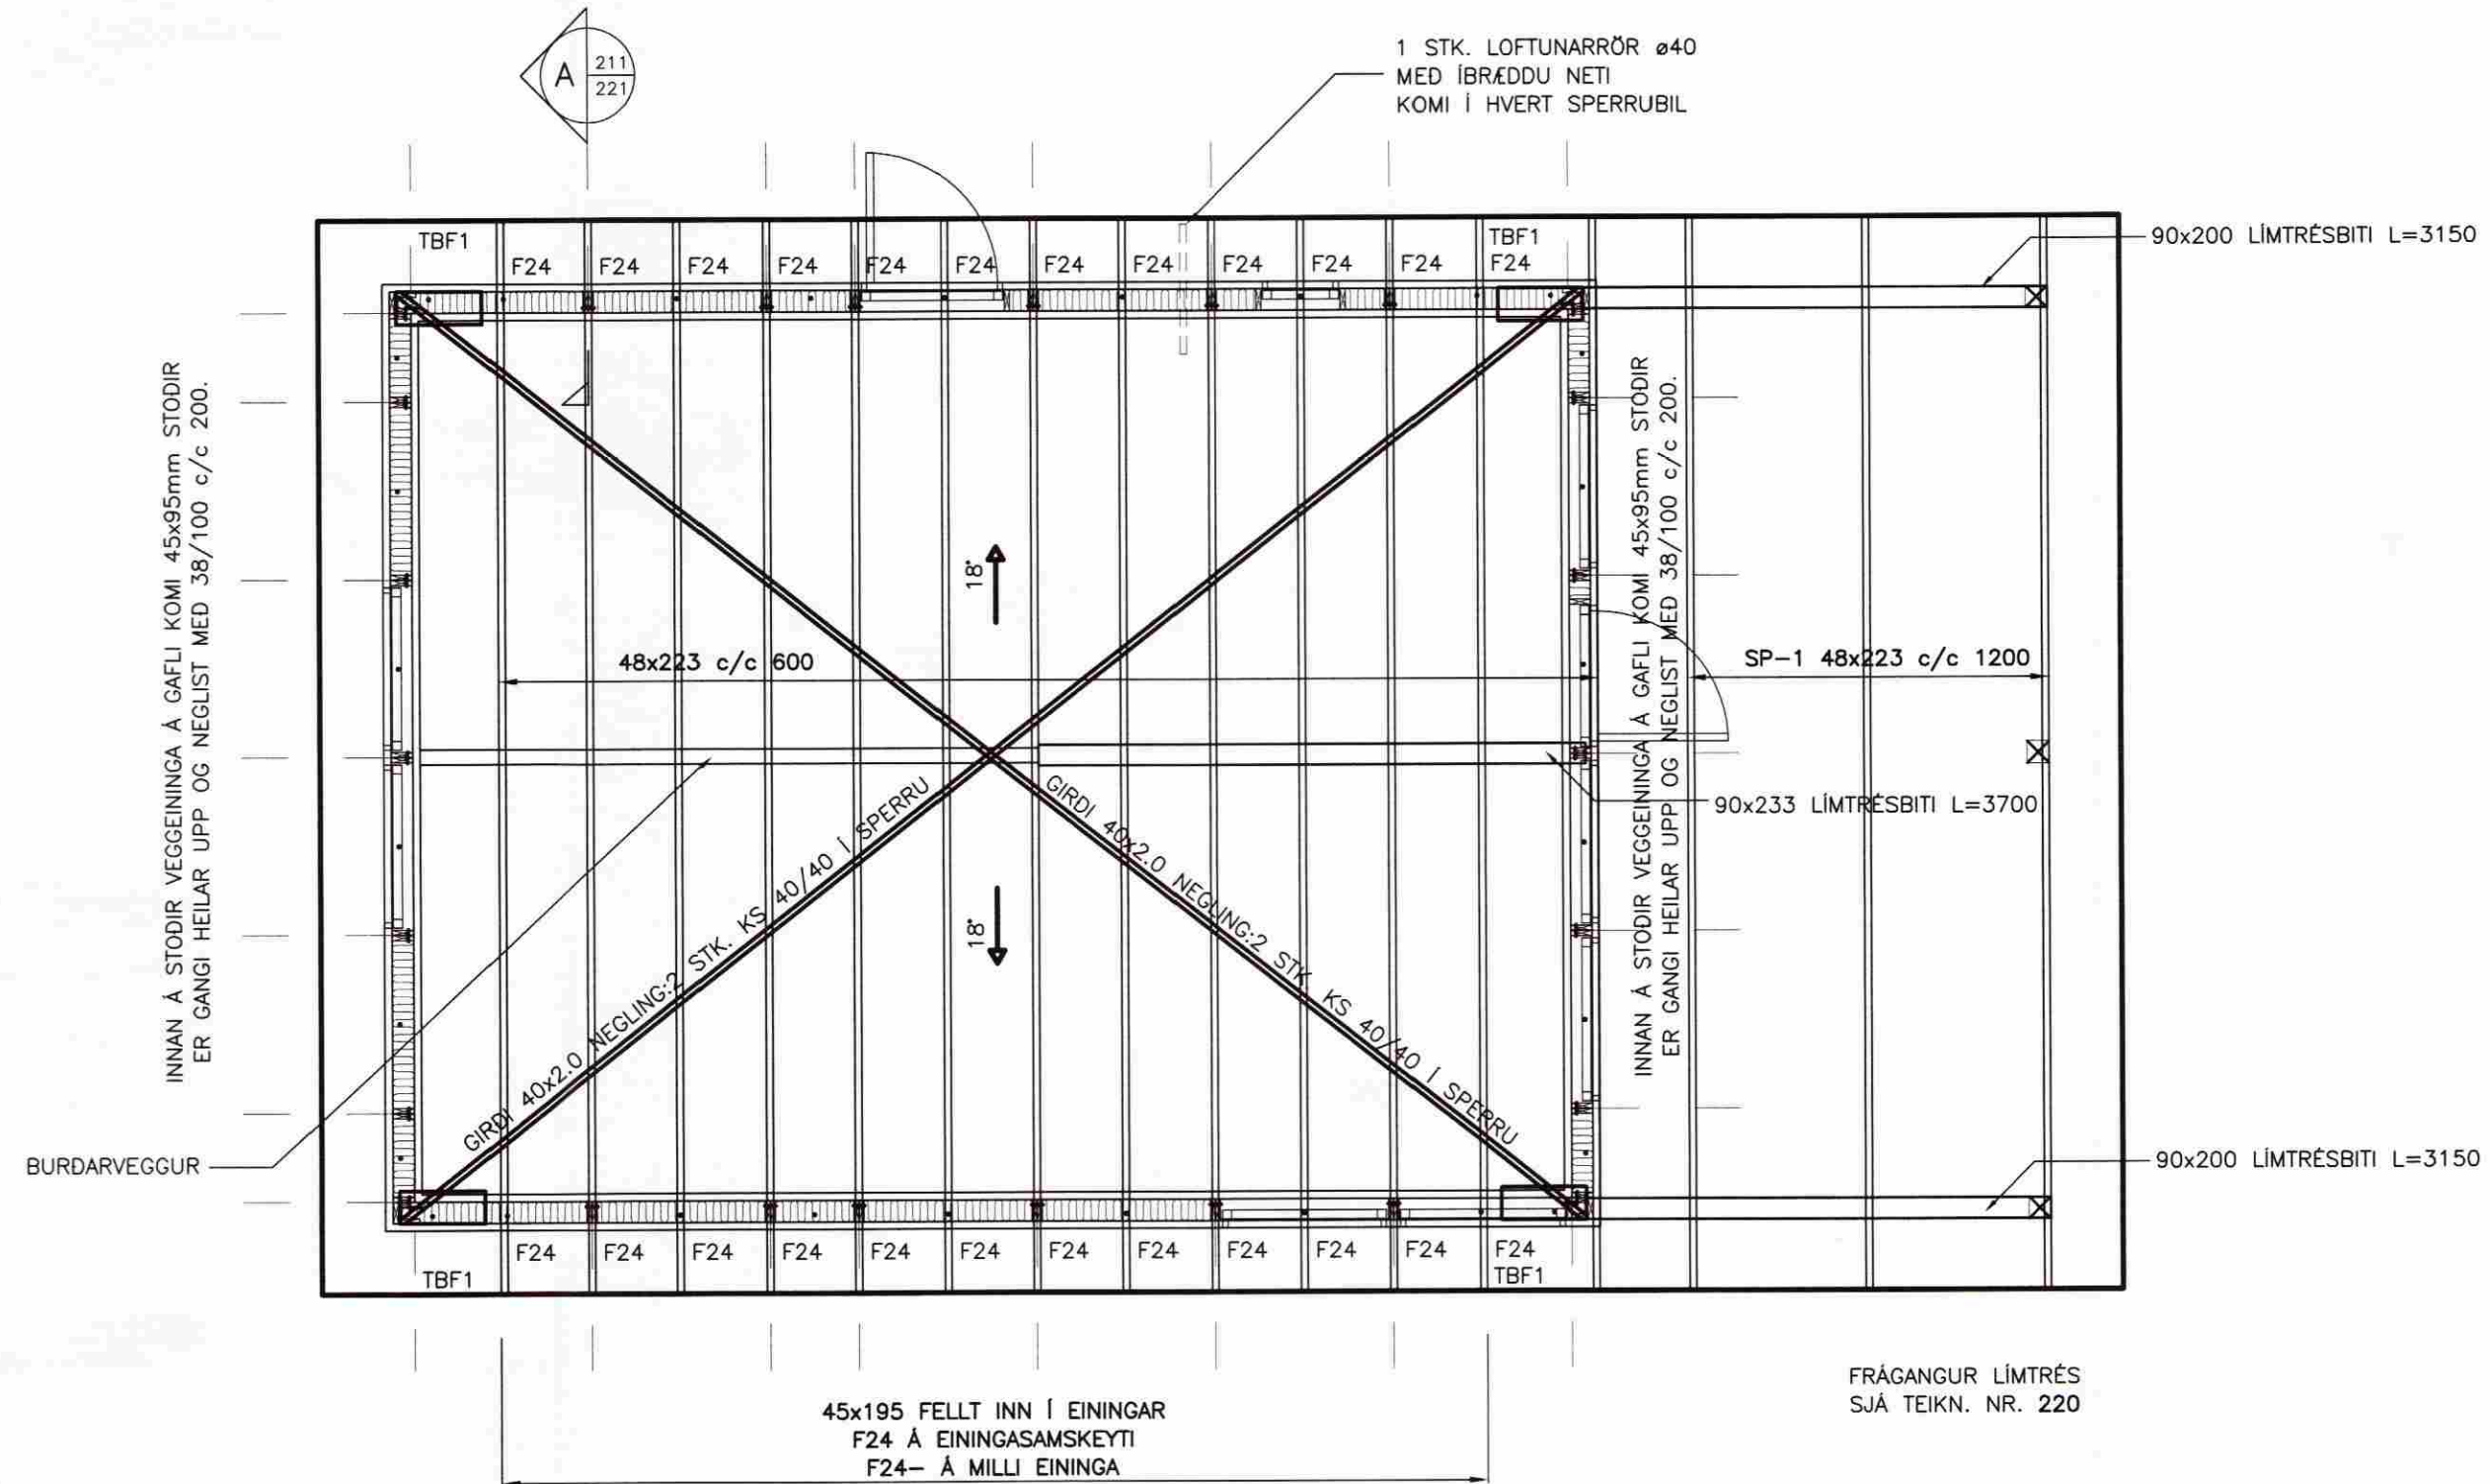 A
211
221
1 STK. LOFTUNARRÖR ø40
MEÐ ÍBRÆDDU NETI
KOMI Í HVERT SPERRUBIL
TBF1
TBF1
F24
F24
F24
F24
F24
F24
F24
F24
F24
F24
F24
F24
90x200 LÍMTRÉSBITI L=3150
INNAN Á STOÐIR VEGGEININGA Á GAFLI KOMI 45x95mm STOÐIR
ER GANGI HEILAR UPP OG NEGLIST MEÐ 38/100 c/c 200.
18°
48x223 c/c 600
INNAN Á STOÐIR VEGGEININGA Á GAFLI KOMI 45x95mm STOÐIR
ER GANGI HEILAR UPP OG NEGLIST MEÐ 38/100 c/c 200.
SP-1 48x223 c/c 1200
90x233 LÍMTRÉSBITI L=3700
GIRÐI 40x2.0 NEGLING:2 STK. KS 40/40 Í SPERRU
GIRÐI 40x2.0 NEGLING:2 STK KS 40/40 Í SPERRU
18°
BURÐARVEGGUR
90x200 LÍMTRÉSBITI L=3150
F24
F24
F24
F24
F24
F24
F24
F24
F24
F24
F24
F24
TBF1
TBF1
45x195 FELLT INN Í EININGAR
F24 Á EININGASAMSKEYTI
F24- Á MILLI EININGA
FRÁGANGUR LÍMTRÉS
SJÁ TEIKN. NR. 220